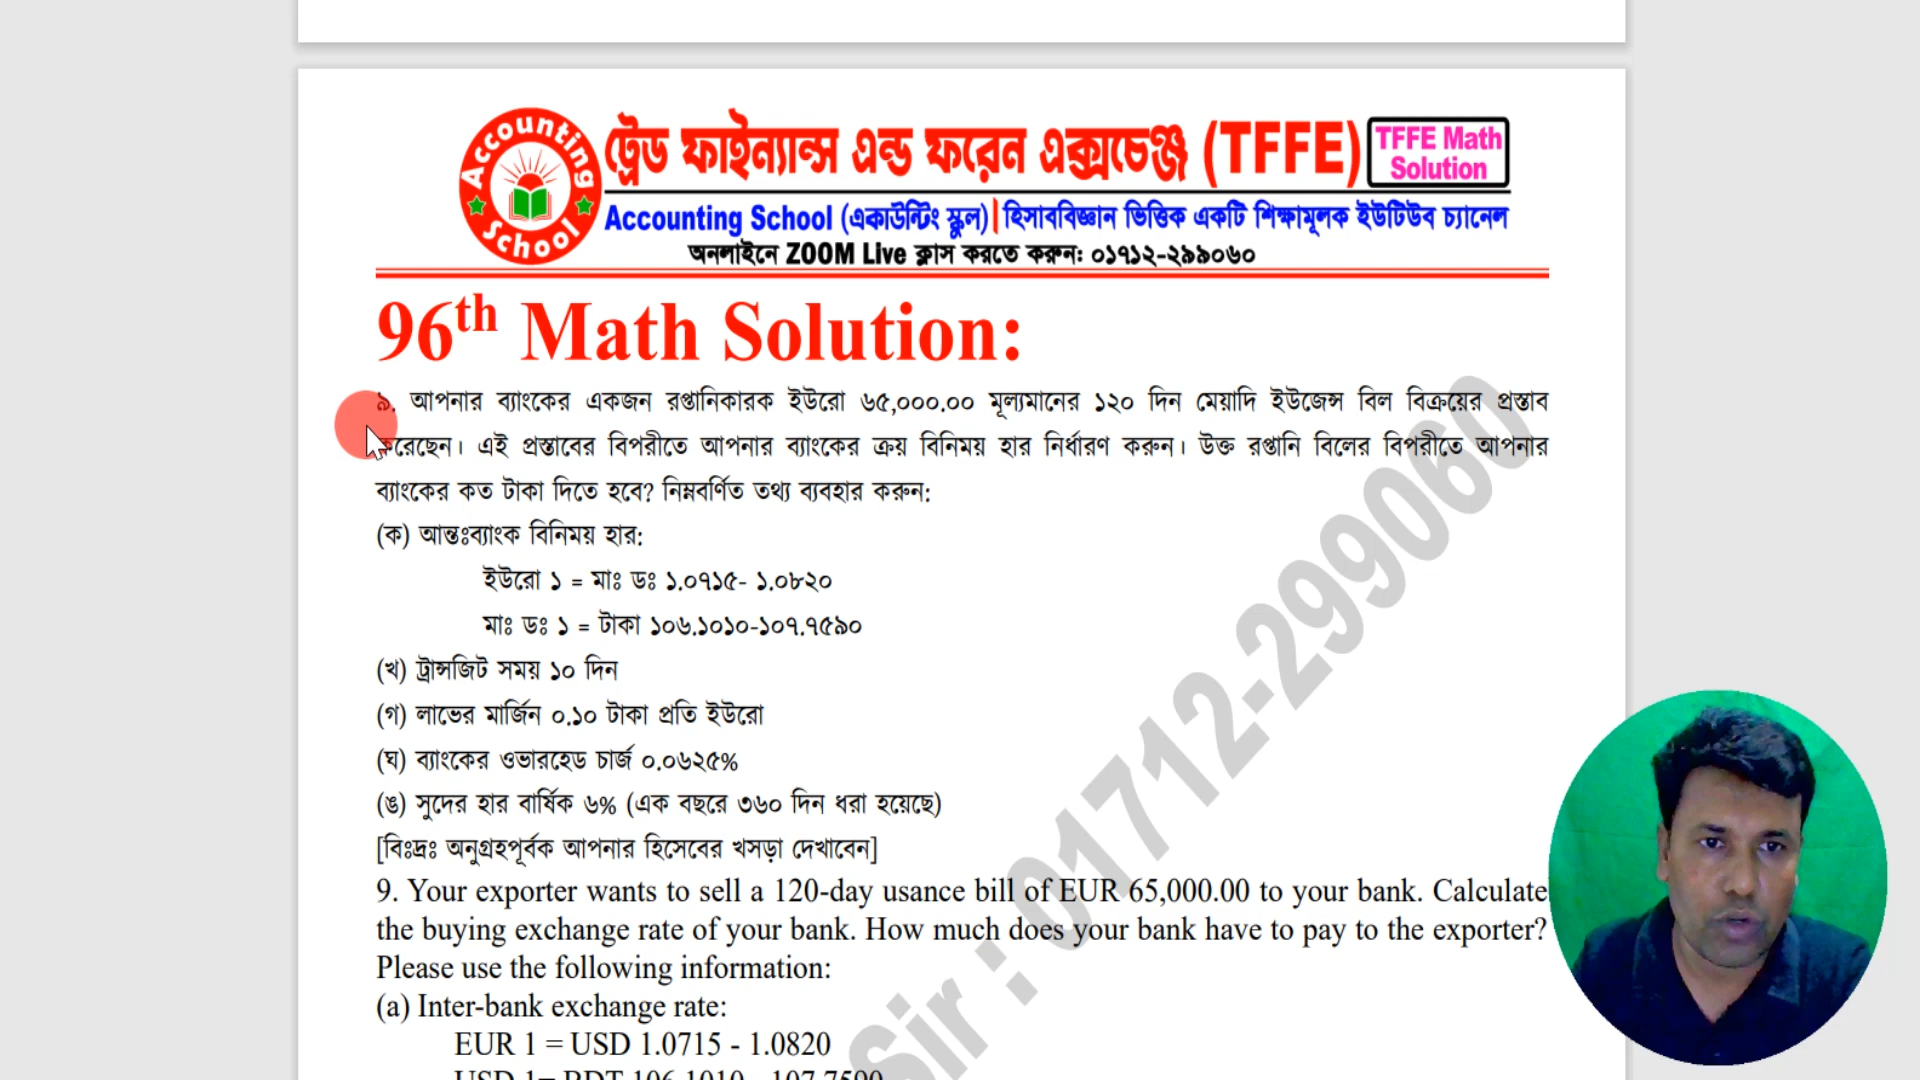 Accounting School
ট্রেড ফাইন্যান্স এন্ড ফরেন এক্সচেঞ্জ (TFFE)
TFFE Math
Solution
Accounting School (একাউন্টিং স্কুল)| হিসাববিজ্ঞান ভিত্তিক একটি শিক্ষামূলক ইউটিউব চ্যানেল
অনলাইনে ZOOM Live ক্লাস করতে করুন: ০১৭১২-২৯৯০৬০
96th Math Solution:
৯. আপনার ব্যাংকের একজন রপ্তানিকারক ইউরো ৬৫,০০০.০০ মূল্যমানের ১২০ দিন মেয়াদি ইউজেন্স বিল বিক্রয়ের প্রস্তাব
করেছেন। এই প্রস্তাবের বিপরীতে আপনার ব্যাংকের ক্রয় বিনিময় হার নির্ধারণ করুন। উক্ত রপ্তানি বিলের বিপরীতে আপনার
ব্যাংকের কত টাকা দিতে হবে? নিম্নবর্ণিত তথ্য ব্যবহার করুন:
(ক) আন্তঃব্যাংক বিনিময় হার:
ইউরো ১ = মাঃ ডঃ ১.০৭১৫- ১.০৮২০
মাঃ ডঃ ১ = টাকা ১০৬.১০১০-১০৭.৭৫৯০
(খ) ট্রান্সজিট সময় ১০ দিন
(গ) লাভের মার্জিন ০.১০ টাকা প্রতি ইউরো
(ঘ) ব্যাংকের ওভারহেড চার্জ ০.০৬২৫%
(ঙ) সুদের হার বার্ষিক ৬% (এক বছরে ৩৬০ দিন ধরা হয়েছে)
[বিঃদ্রঃ অনুগ্রহপূর্বক আপনার হিসেবের খসড়া দেখাবেন]
9. Your exporter wants to sell a 120-day usance bill of EUR 65,000.00 to your bank. Calculate
the buying exchange rate of your bank. How much does your bank have to pay to the exporter?
Please use the following information:
(a) Inter-bank exchange rate:
EUR 1 = USD 1.0715 - 1.0820
USD 1= BDT 106.1010 - 107.7590
Sir : 01712-299060